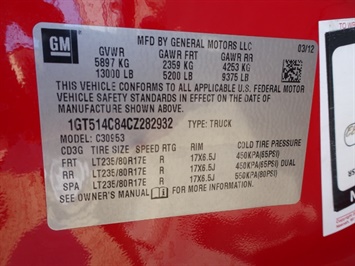 GM
MFD BY GENERAL MOTORS LLC 03/12
GVWR GAWR FRT GAWR RR
5897 KG 2359 KG 4253 KG
13000 LB 5200 LB 9375 LB
THIS VEHICLE CONFORMS TO ALL APPLICABLE U.S. FEDERAL MOTOR
VEHICLE SAFETY STANDARDS IN EFFECT ON THE DATE OF
MANUFACTURE SHOWN ABOVE.
1GT514C84CZ282932 TYPE: TRUCK
MODEL: C30953
CD3G TIRE SIZE SPEED RTG RIM COLD TIRE PRESSURE
FRT LT235/80R17E R 17X6.5J 450KPA(65PSI)
RR LT235/80R17E R 17X6.5J 450KPA(65PSI) DUAL
SPA LT235/80R17E R 17X6.5J 550KPA(80PSI)
SEE OWNER'S MANUAL FOR MORE INFORMATION.